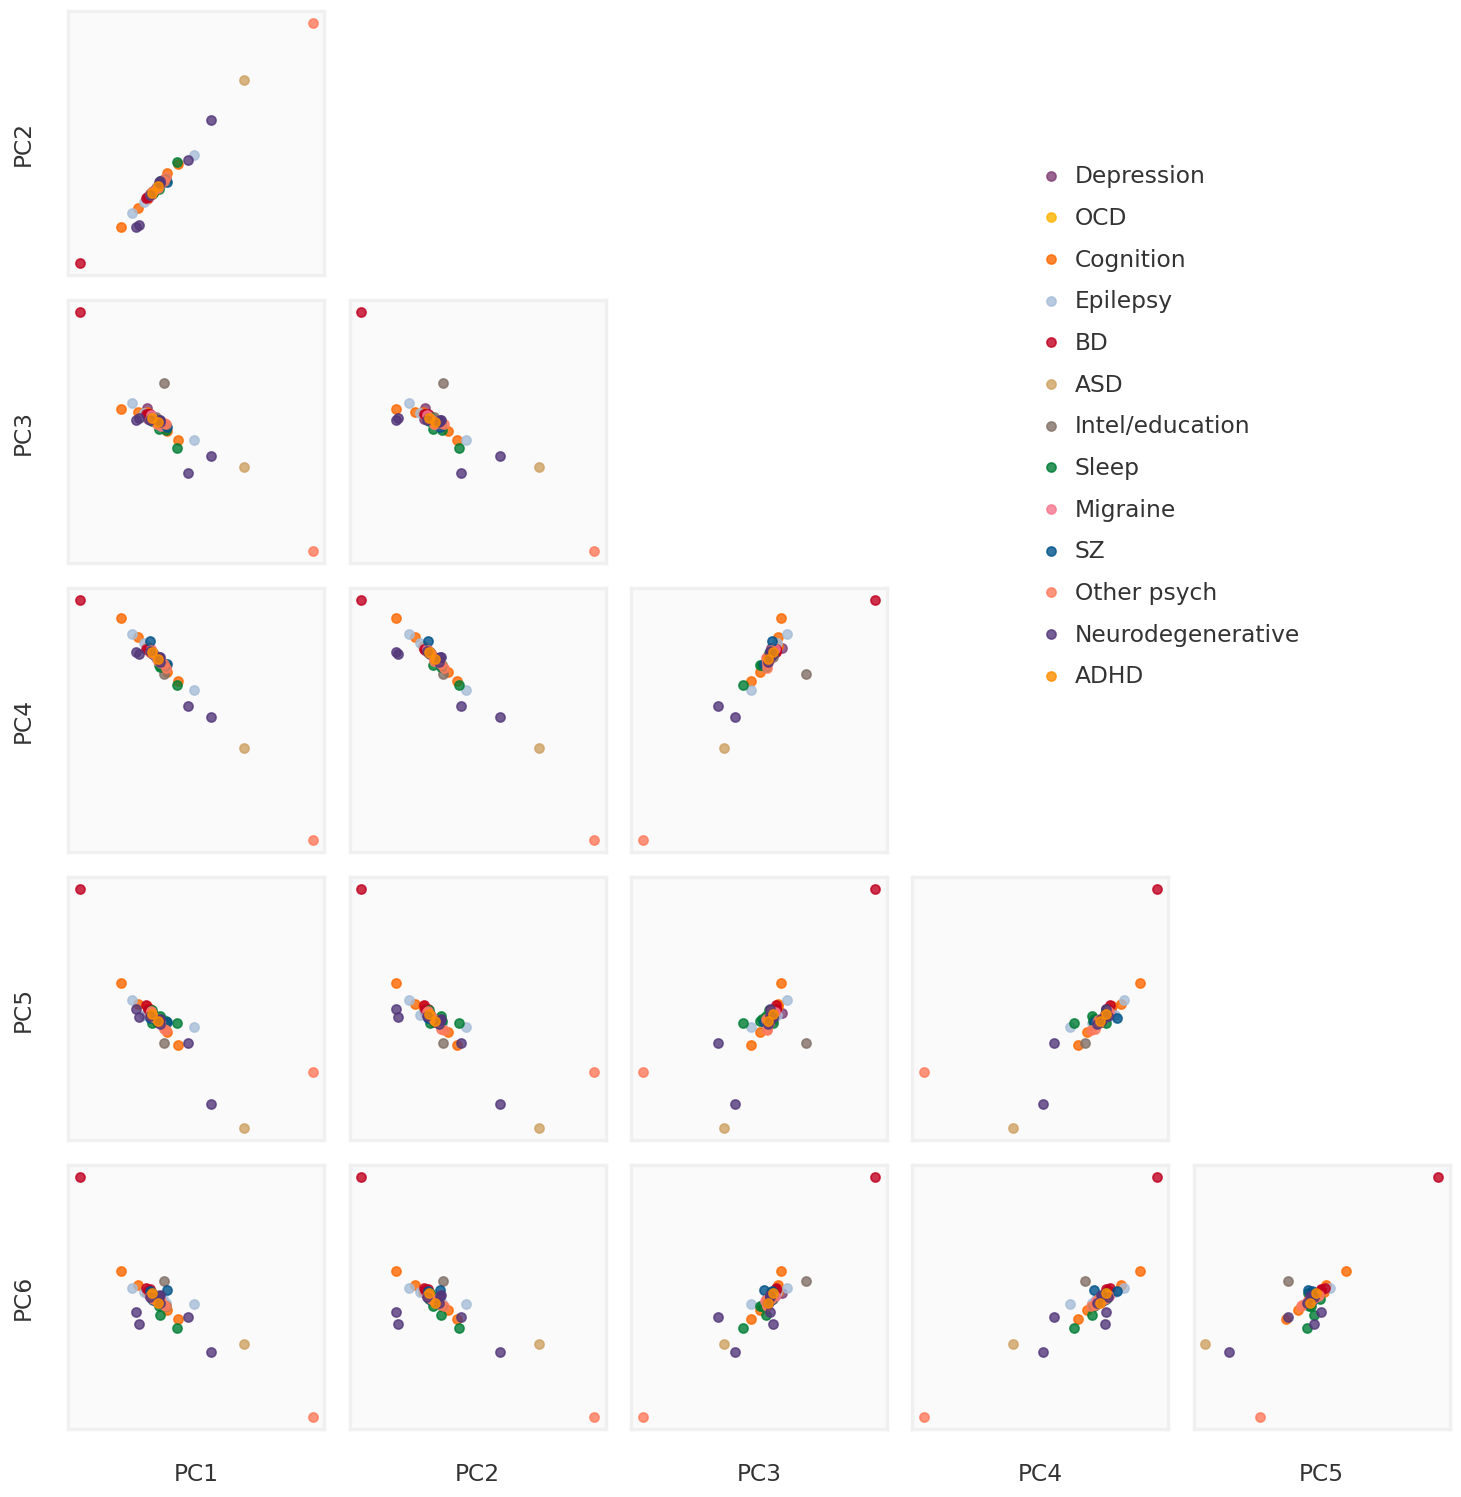 PC2
Depression
OCD
Cognition
Epilepsy
BD
ASD
Intel/education
Sleep
Migraine
SZ
Other psych
Neurodegenerative
ADHD
PC3
PC4
PC5
PC6
PC1
PC2
PC3
PC4
PC5